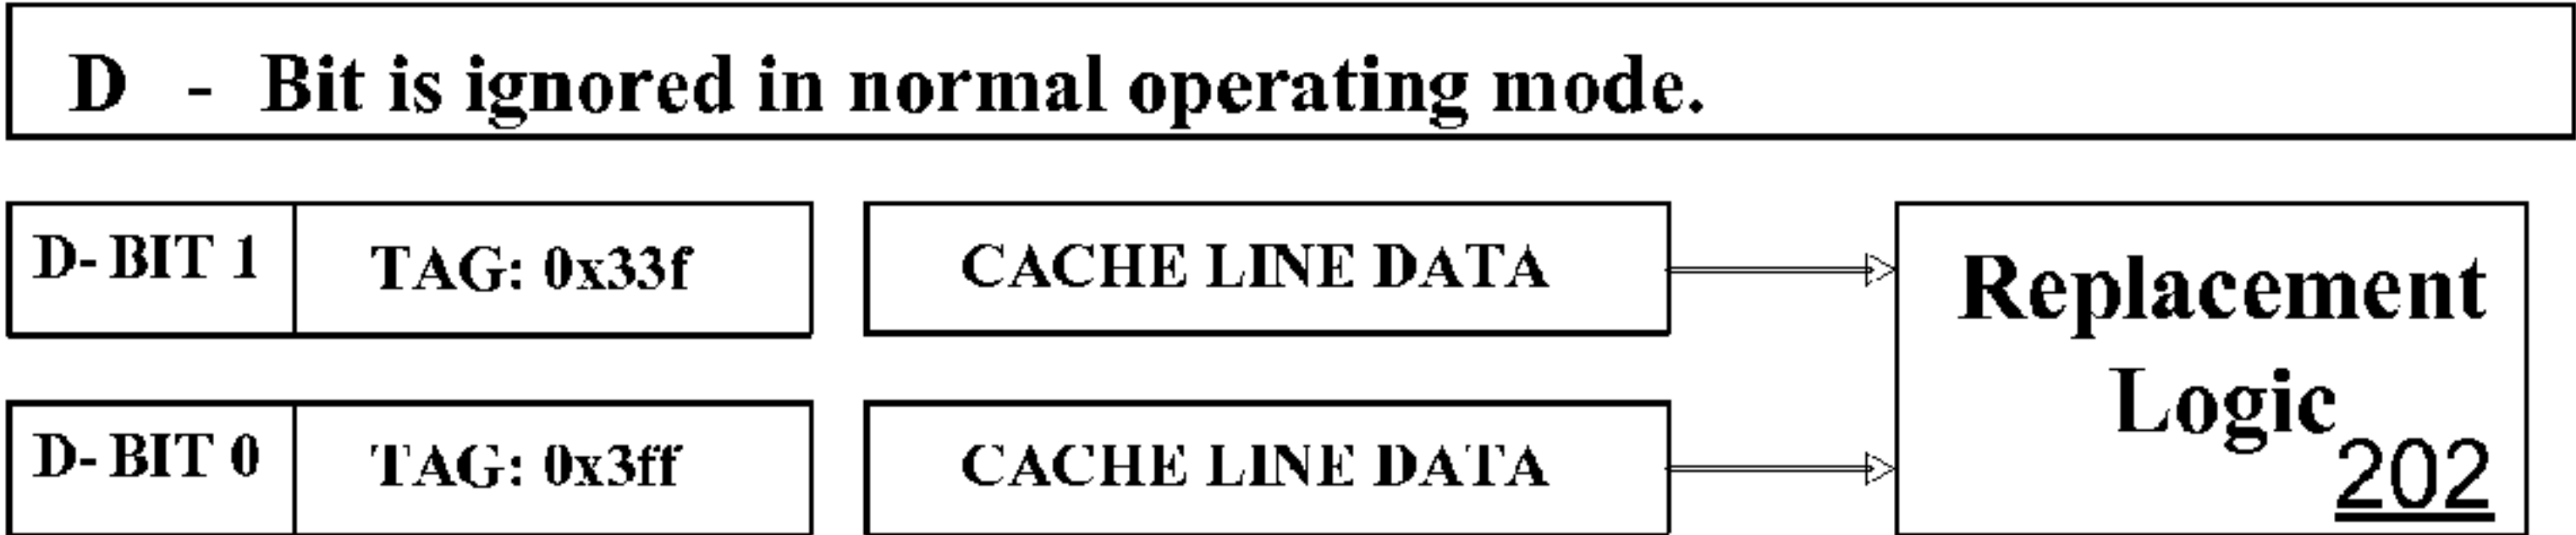 D - Bit is ignored in normal operating mode.
D- BIT 1 TAG: 0x33f CACHE LINE DATA
D- BIT 0 TAG: 0x3ff CACHE LINE DATA
Replacement
Logic
202